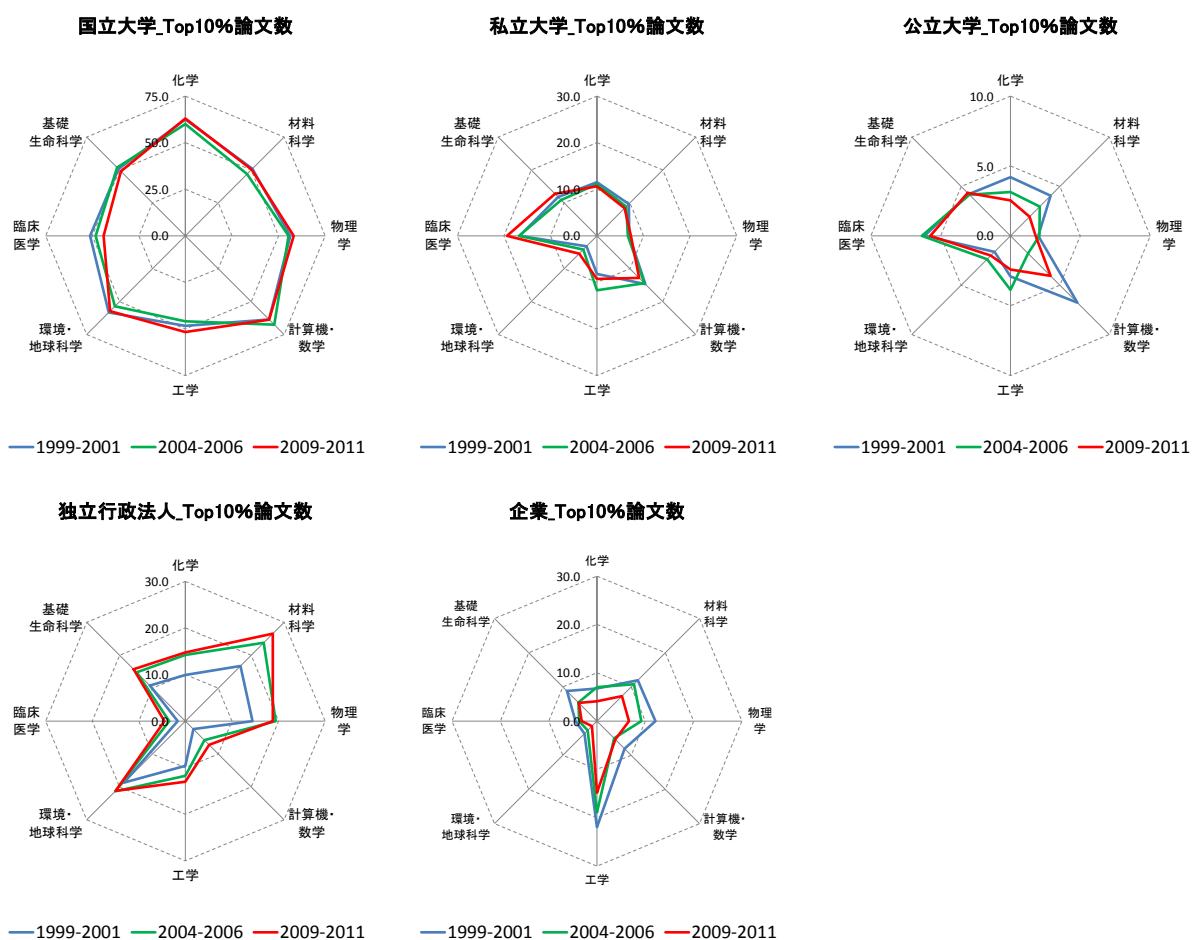 国立大学_Top10%論文数
化学
75.0
50.0
25.0
0.0
材料
科学
物理
学
計算機・
数学
工学
環境・
地球科学
臨床
医学
基礎
生命科学
1999-2001 2004-2006 2009-2011
私立大学_Top10%論文数
化学
30.0
20.0
10.0
0.0
材料
科学
物理
学
計算機・
数学
工学
環境・
地球科学
臨床
医学
基礎
生命科学
1999-2001 2004-2006 2009-2011
公立大学_Top10%論文数
化学
10.0
5.0
0.0
材料
科学
物理
学
計算機・
数学
工学
環境・
地球科学
臨床
医学
基礎
生命科学
1999-2001 2004-2006 2009-2011
独立行政法人_Top10%論文数
化学
30.0
20.0
10.0
0.0
材料
科学
物理
学
計算機・
数学
工学
環境・
地球科学
臨床
医学
基礎
生命科学
1999-2001 2004-2006 2009-2011
企業_Top10%論文数
化学
30.0
20.0
10.0
0.0
材料
科学
物理
学
計算機・
数学
工学
環境・
地球科学
臨床
医学
基礎
生命科学
1999-2001 2004-2006 2009-2011